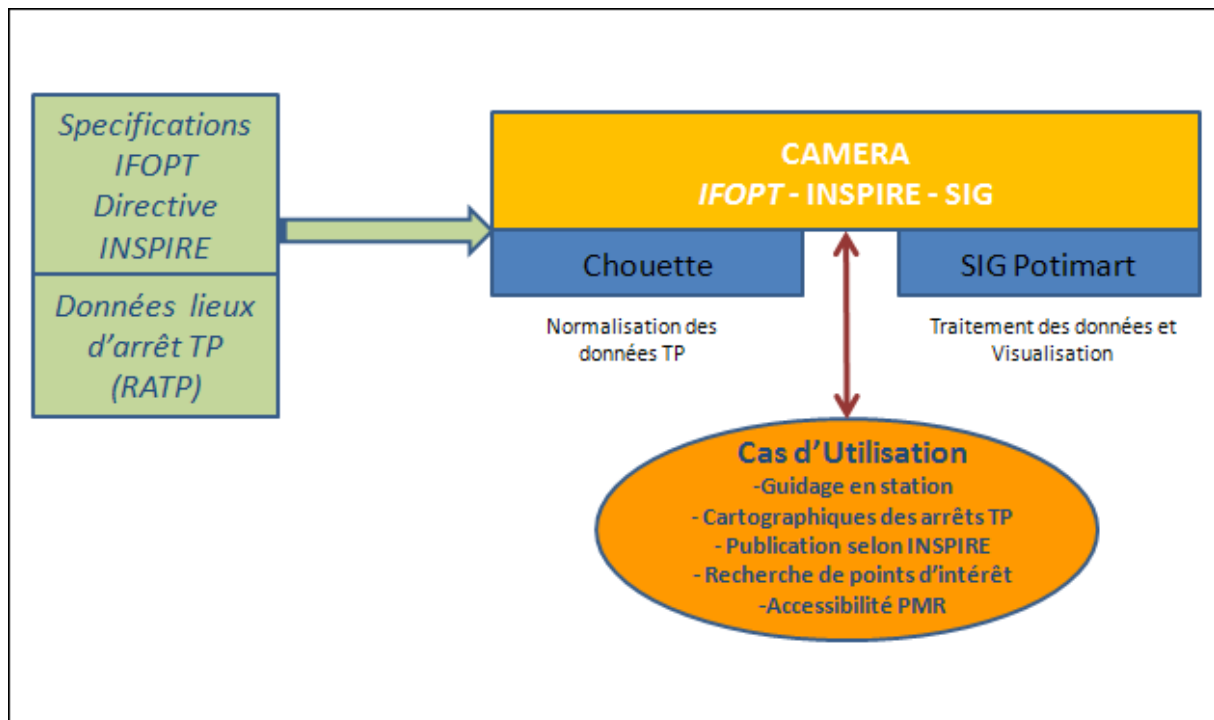 Specifications
IFOPT
Directive
INSPIRE
Données lieux
d'arrêt TP
(RATP)
CAMERA
IFOPT - INSPIRE - SIG
Chouette
SIG Potimart
Normalisation des
données TP
Traitement des données et
Visualisation
Cas d'Utilisation
-Guidage en station
- Cartographiques des arrêts TP
- Publication selon INSPIRE
- Recherche de points d'intérêt
-Accessibilité PMR